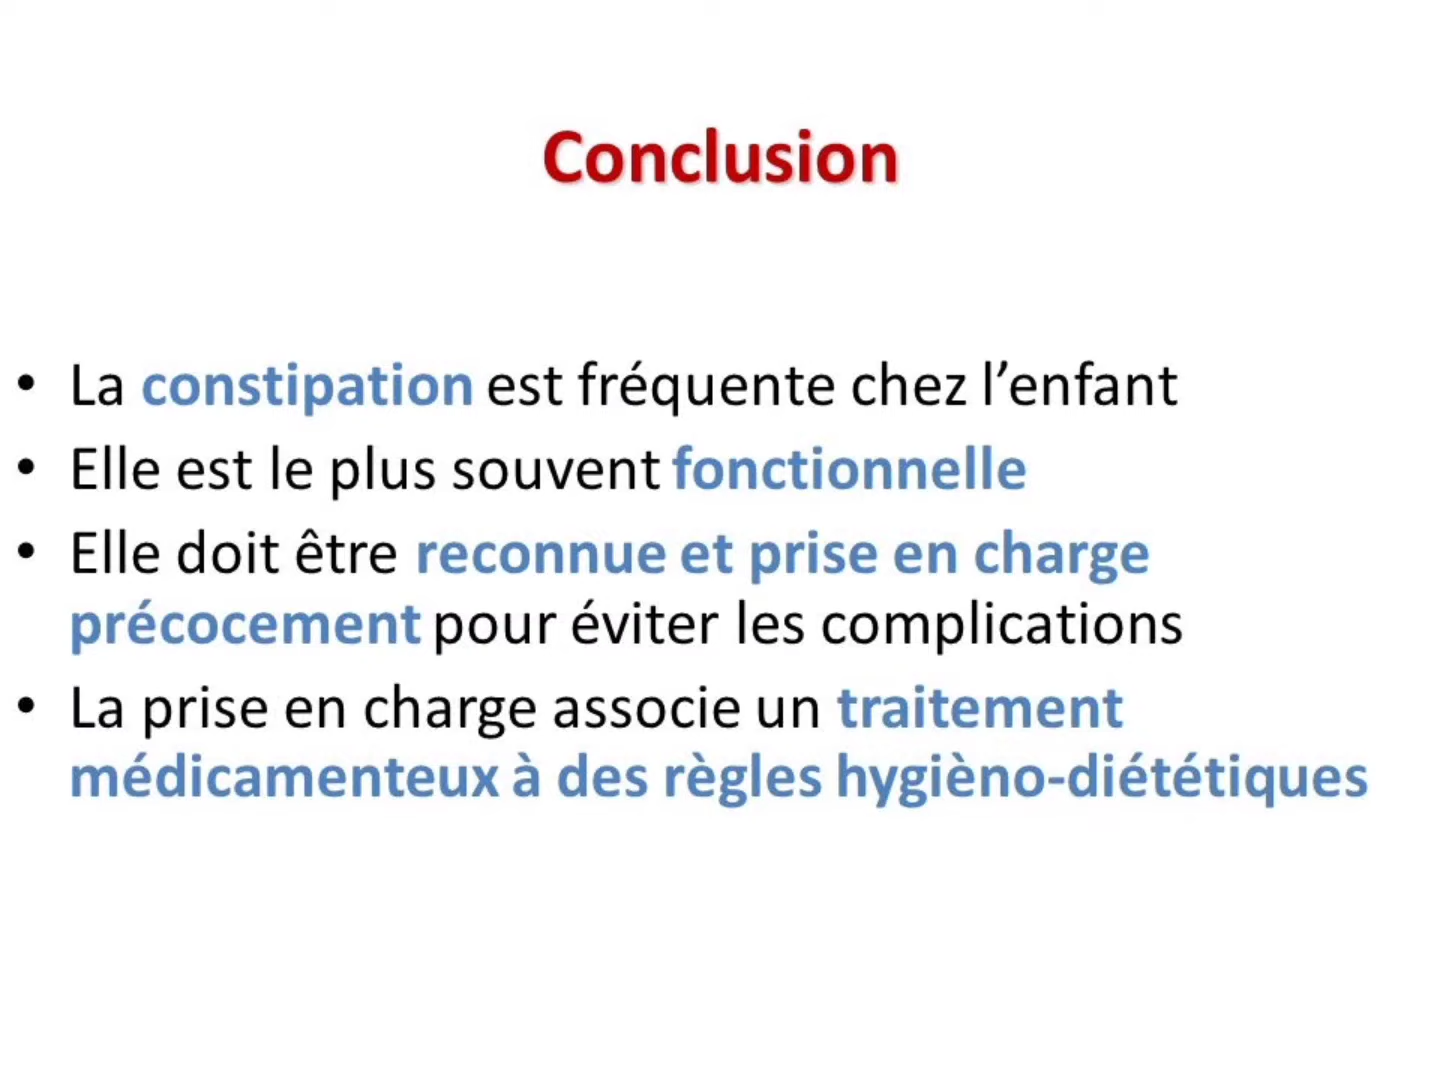 Conclusion
• La constipation est fréquente chez l’enfant
• Elle est le plus souvent fonctionnelle
• Elle doit être reconnue et prise en charge
précocement pour éviter les complications
• La prise en charge associe un traitement
médicamenteux à des règles hygièno-diététiques